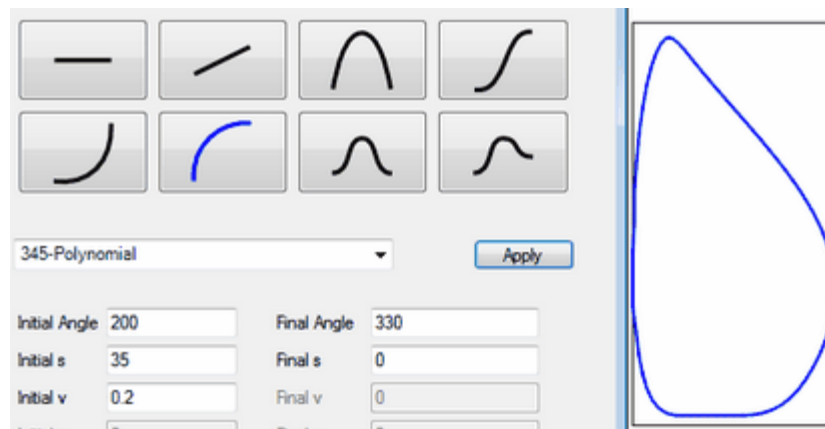 345-Polynomial Apply
Initial Angle 200 Final Angle 330
Initial s 35 Final s 0
Initial v 0.2 Final v 0